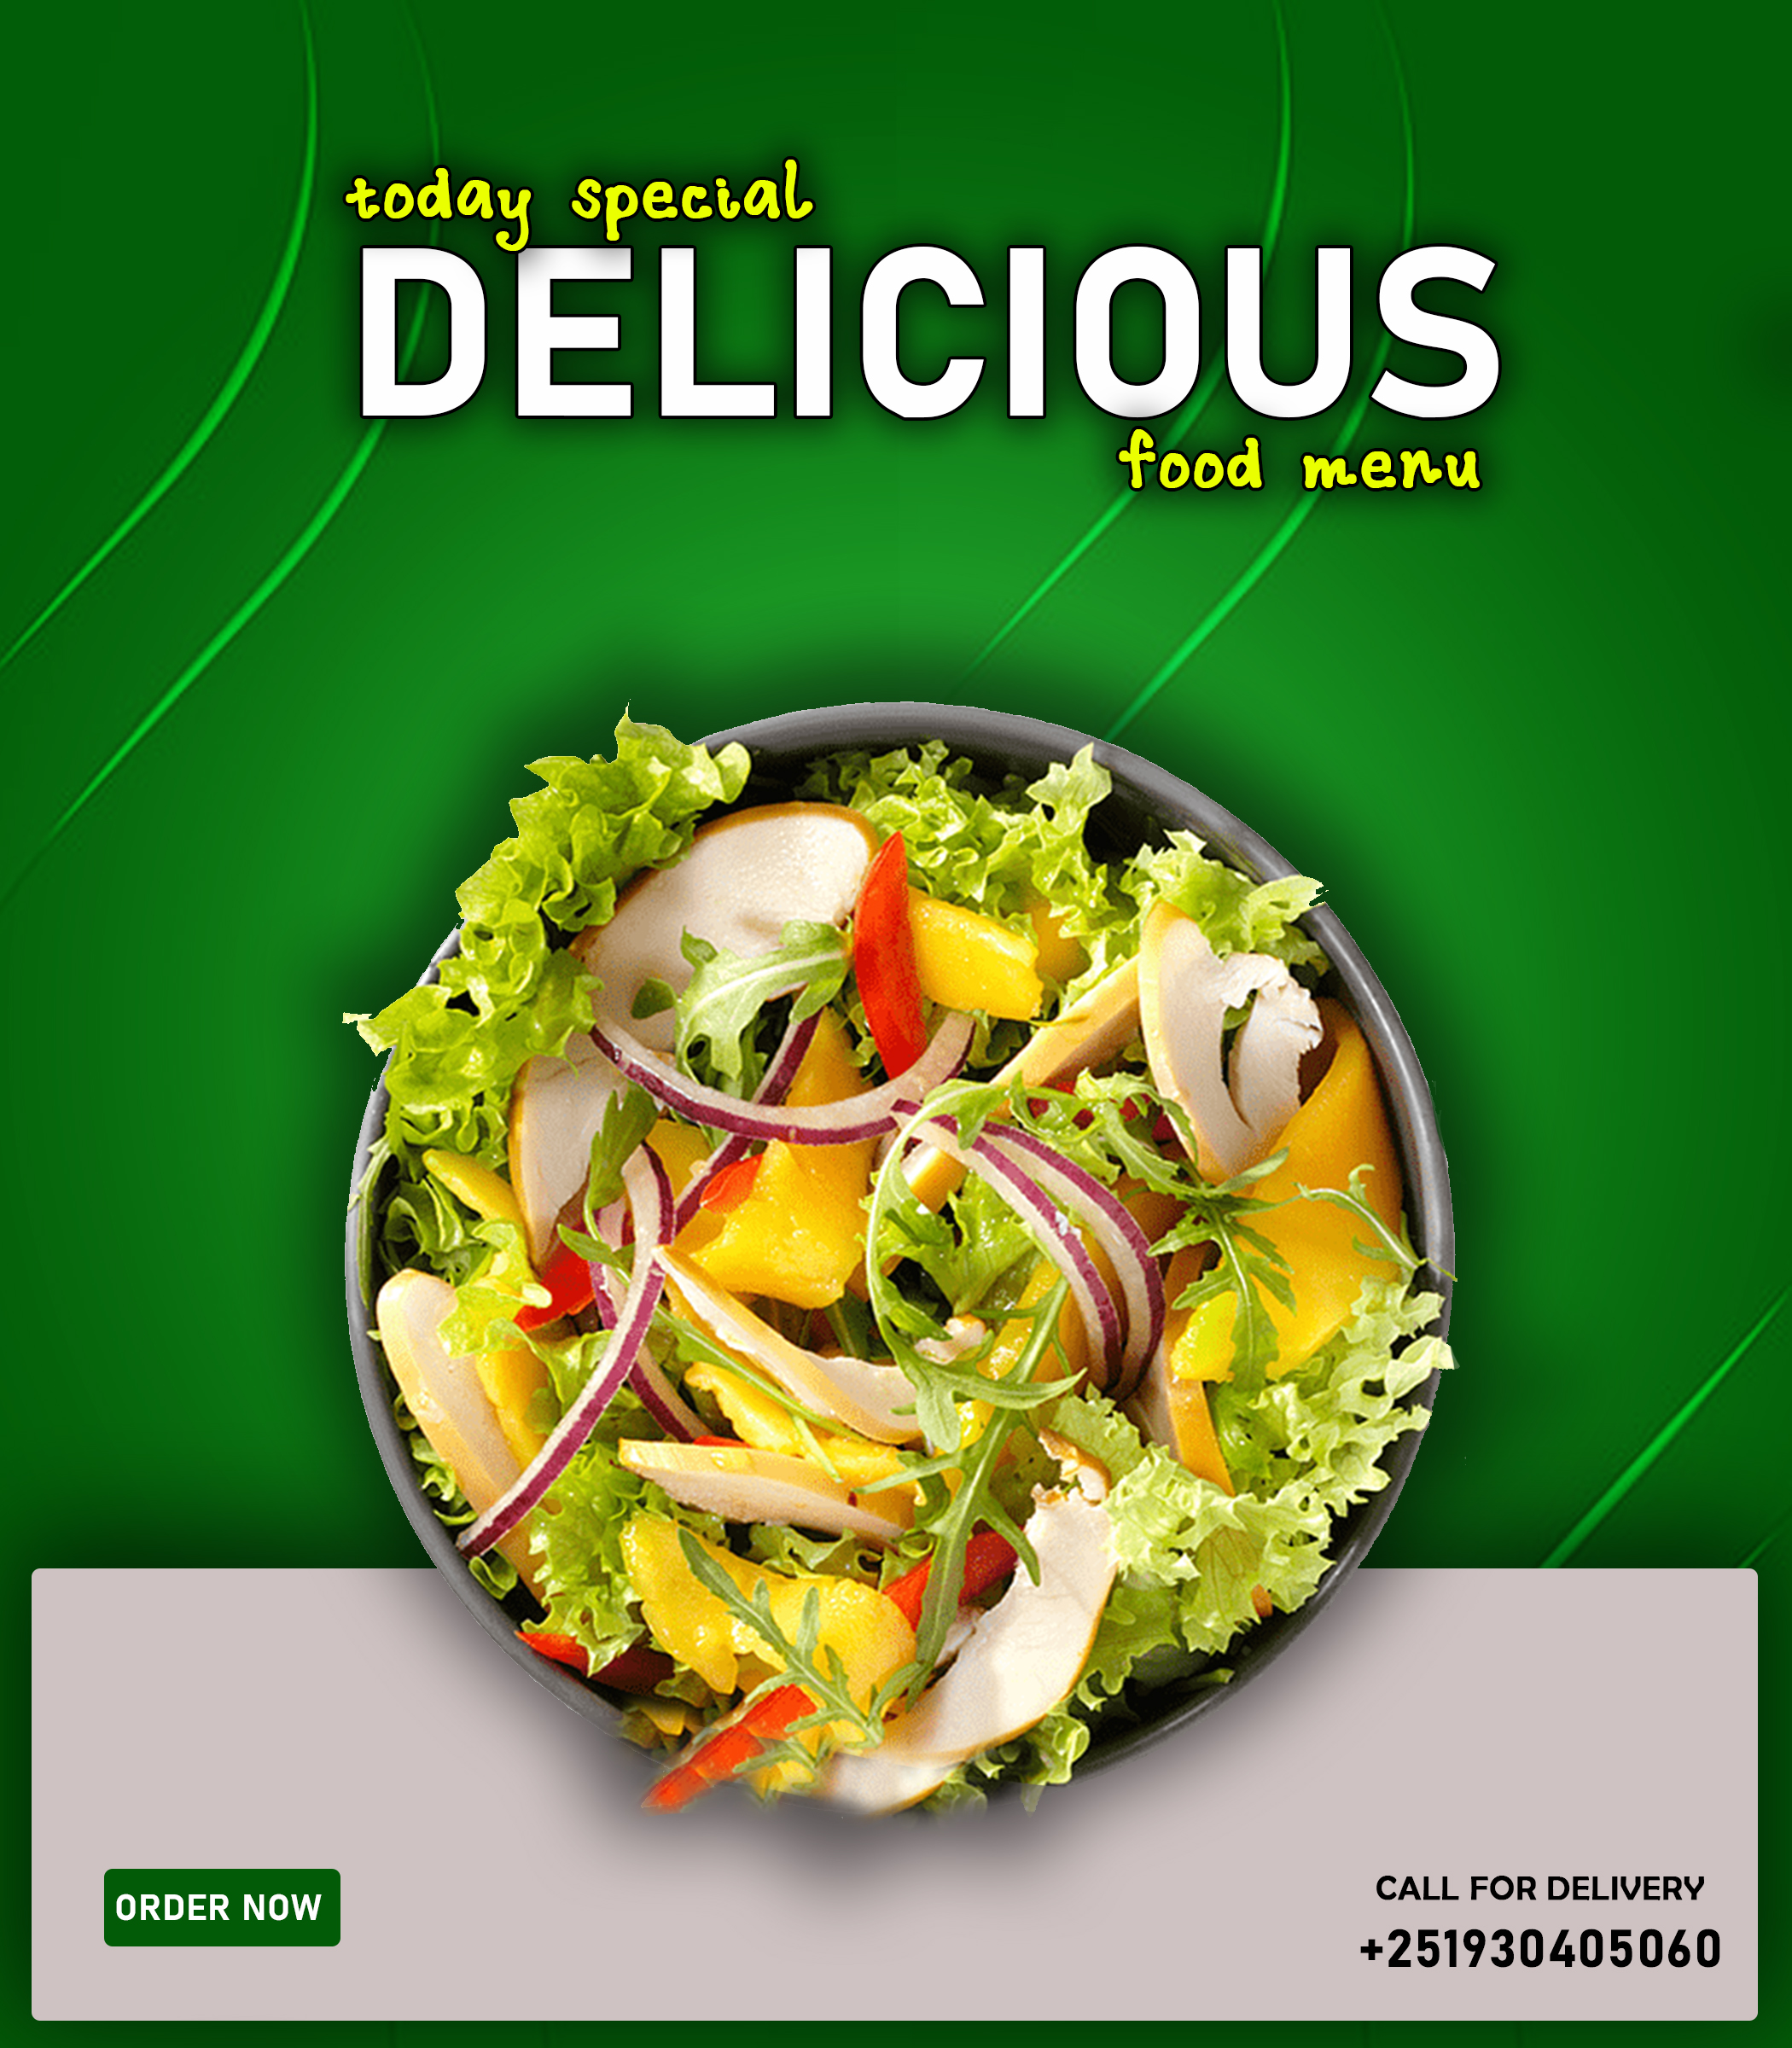 today special
DELICIOUS
food menu
ORDER NOW
CALL FOR DELIVERY
+251930405060